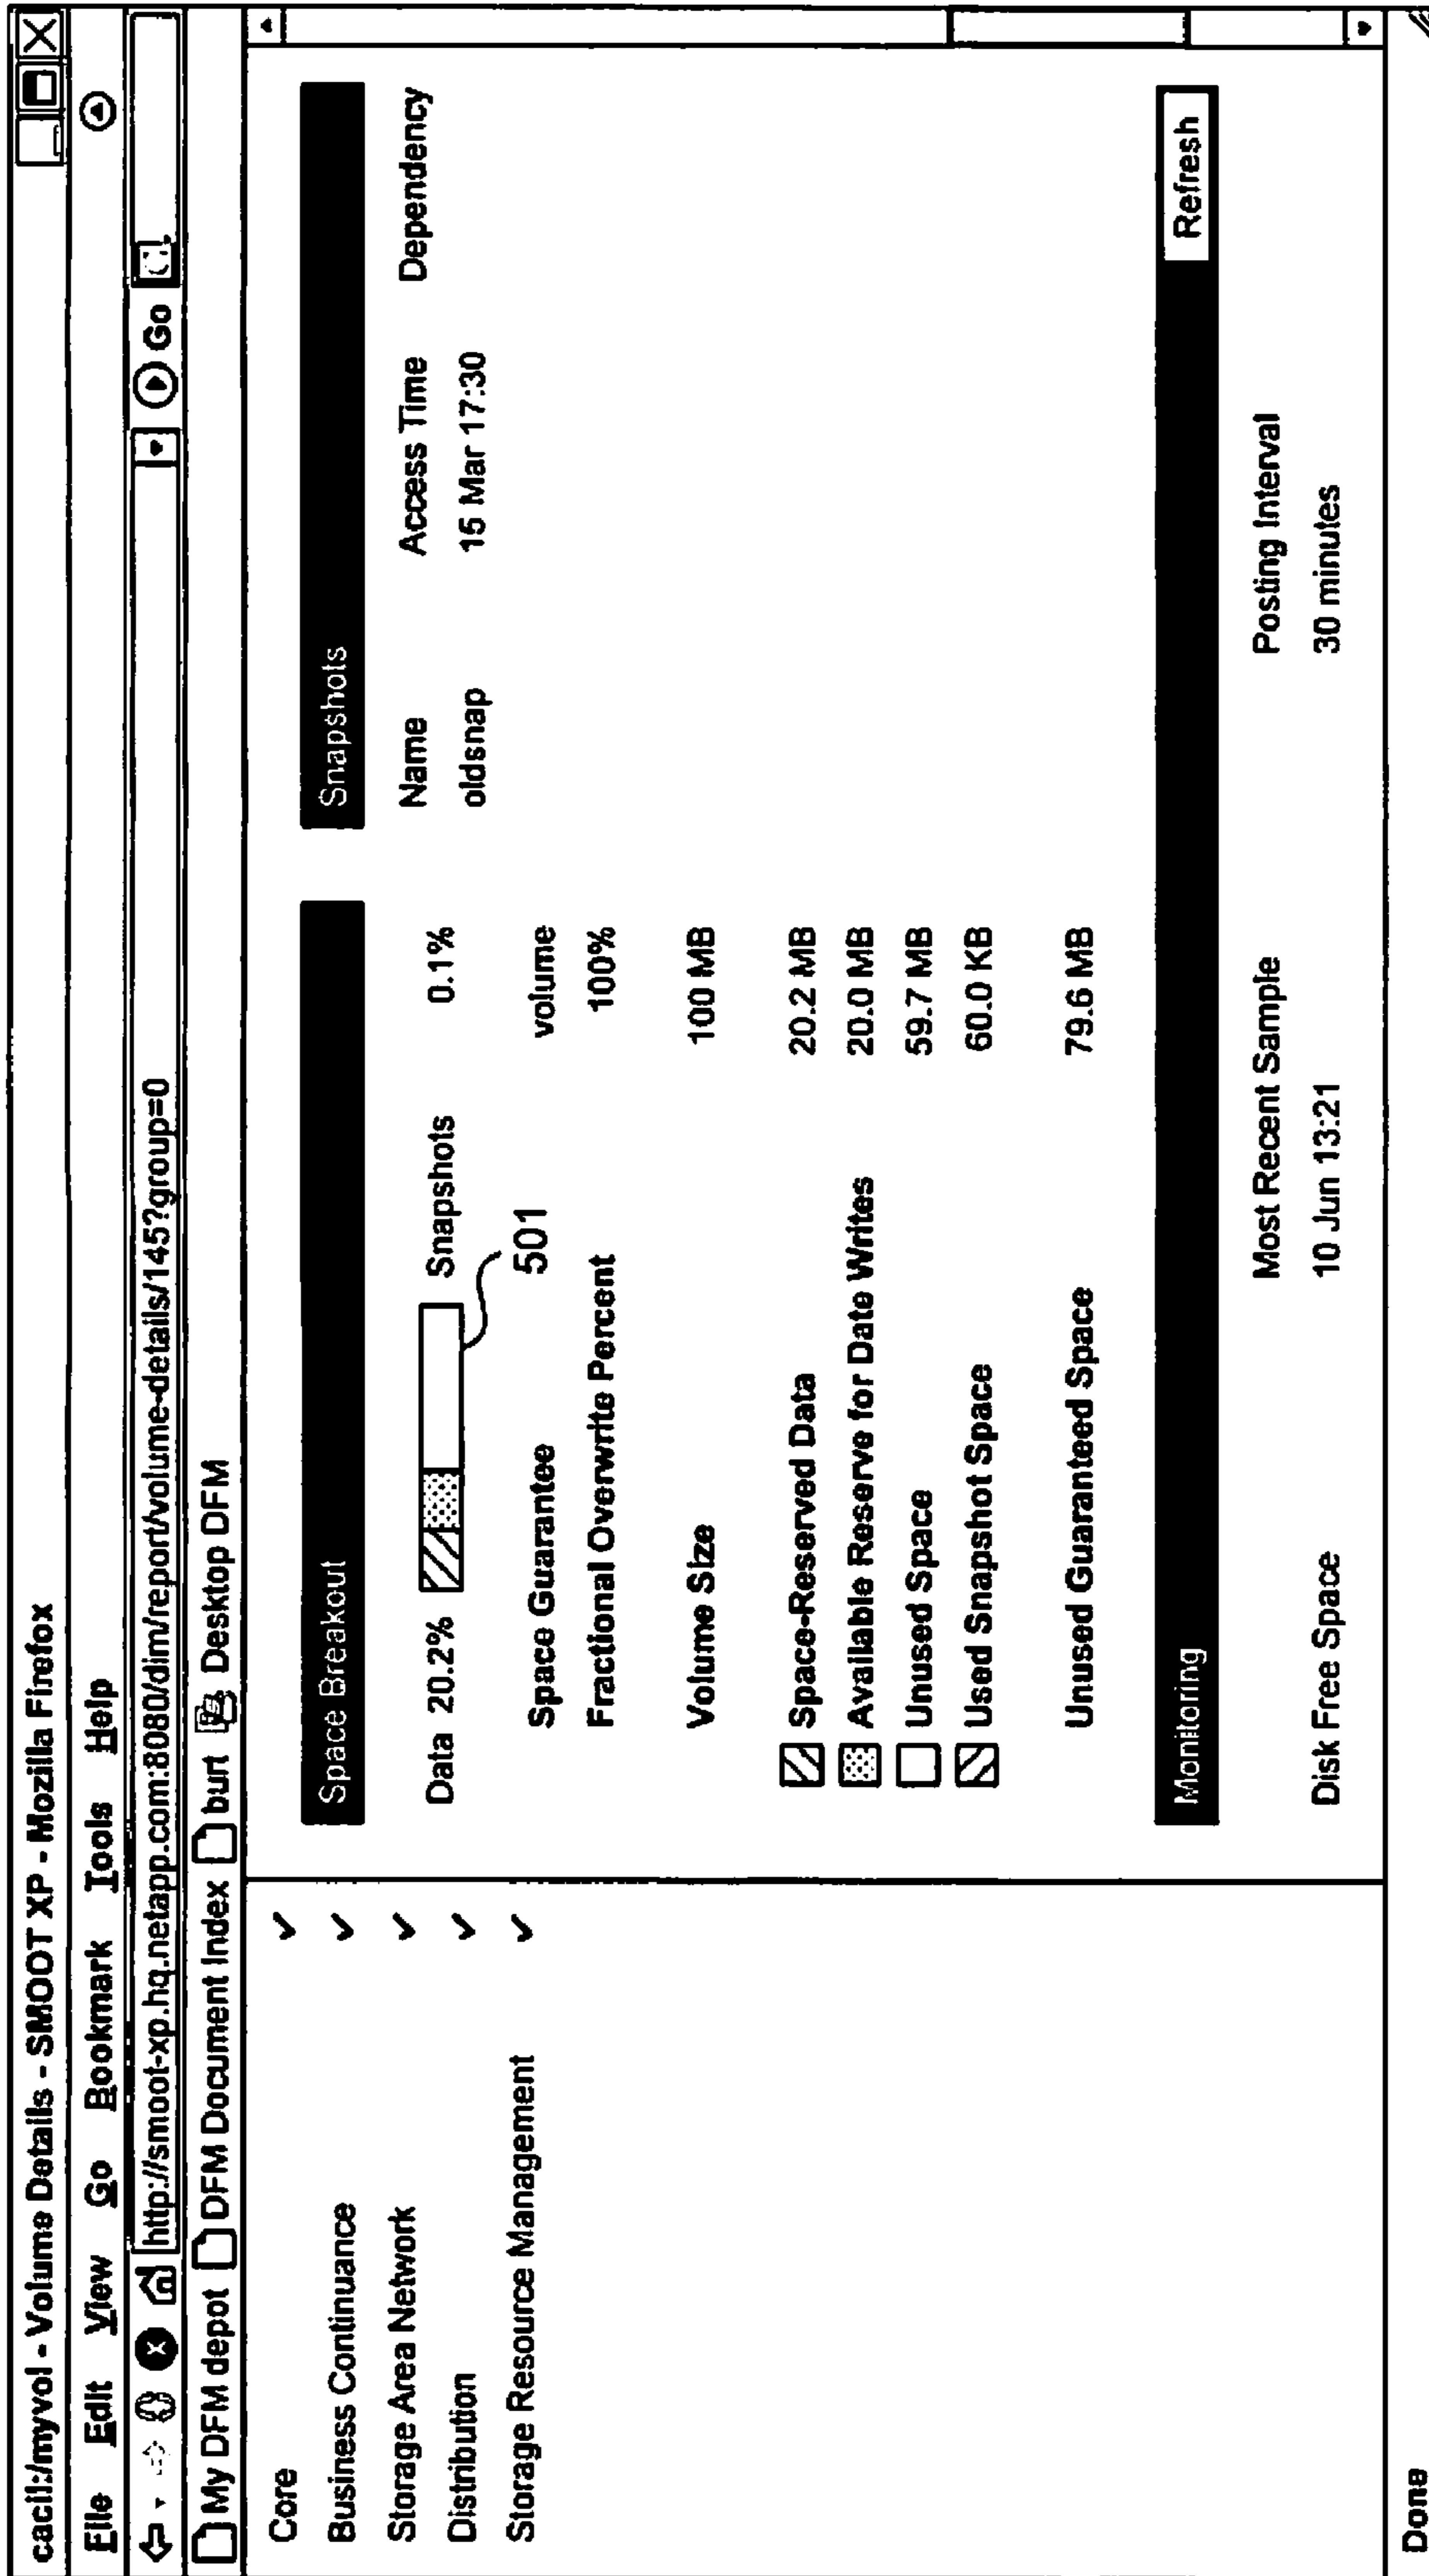 cacil:/myvol - Volume Details - SMOOT XP - Mozilla Firefox
File Edit View Go Bookmark Tools Help
http://smoot-xp.hq.netapp.com:8080/dim/report/volume-details/145?group=0 Go
My DFM depot DFM Document Index burt Desktop DFM
Core
Business Continuance
Storage Area Network
Distribution
Storage Resource Management
Space Breakout
Data 20.2% Snapshots 0.1%
501
Space Guarantee volume
Fractional Overwrite Percent 100%
Volume Size 100 MB
Space-Reserved Data 20.2 MB
Available Reserve for Date Writes 20.0 MB
Unused Space 59.7 MB
Used Snapshot Space 60.0 KB
Unused Guaranteed Space 79.6 MB
Snapshots
Name Access Time Dependency
oldsnap 15 Mar 17:30
Monitoring Refresh
Most Recent Sample Posting Interval
Disk Free Space 10 Jun 13:21 30 minutes
Done